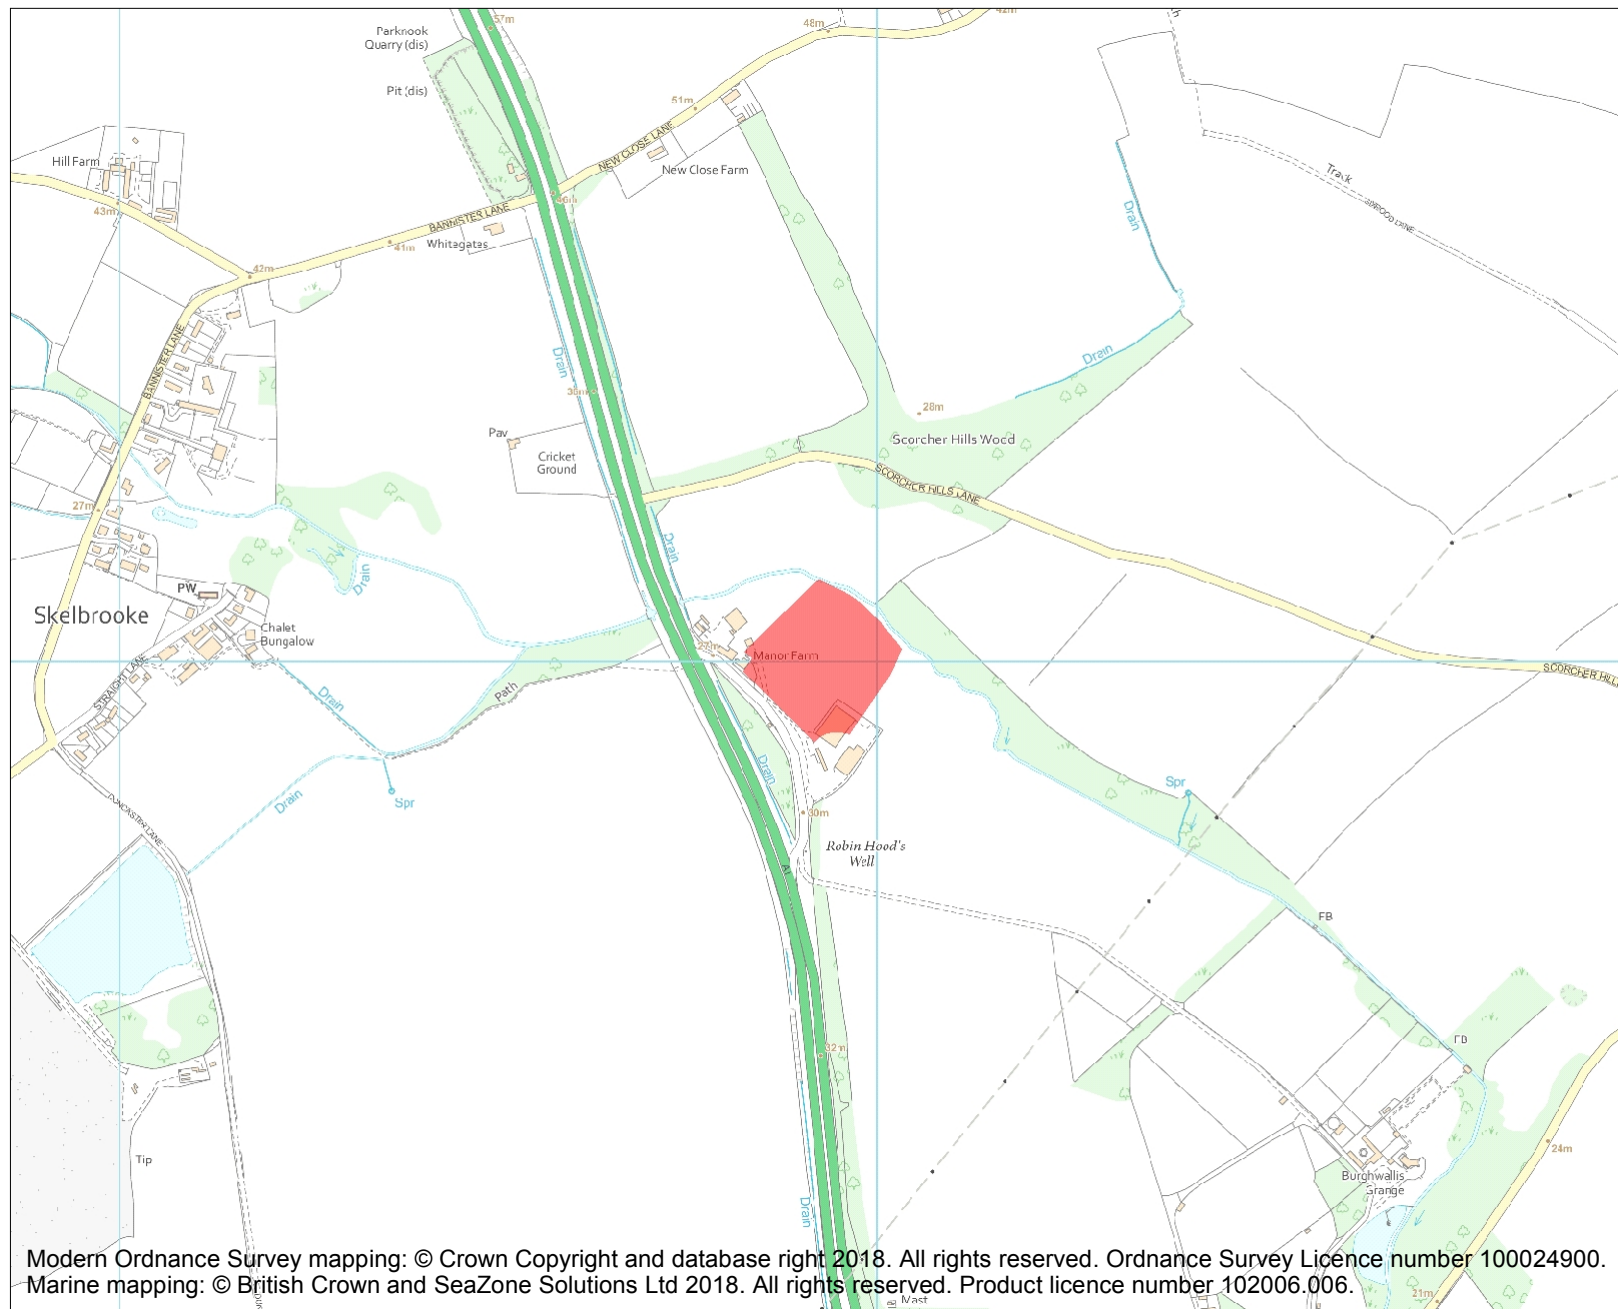 57m
48m
42m
Parknook
Quarry (dis)
Pit (dis)
51m
NEW CLOSE LANE
New Close Farm
Hill Farm
43m
BANNISTER LANE
46m
41m
Whitegates
42m
Track
Drain
BANNISTER LANE
Drain
Drain
28m
Pav
Cricket
Ground
Scorcher Hills Wood
SCORCHER HILLS LANE
27m
Drain
Drain
PW
Skelbrooke
Chalet
Bungalow
Manor Farm
SCORCHER HILLS
STRAIGHT LANE
Drain
Path
Drain
Spr
Spr
Drain
DONCASTER LANE
30m
Robin Hood's
Well
A1
FB
FB
32m
24m
Tip
Burghwallis
Grange
Drain
Modern Ordnance Survey mapping: © Crown Copyright and database right 2018. All rights reserved. Ordnance Survey Licence number 100024900.
Marine mapping: © British Crown and SeaZone Solutions Ltd 2018. All rights reserved. Product licence number 102006.006.
Mast
21m